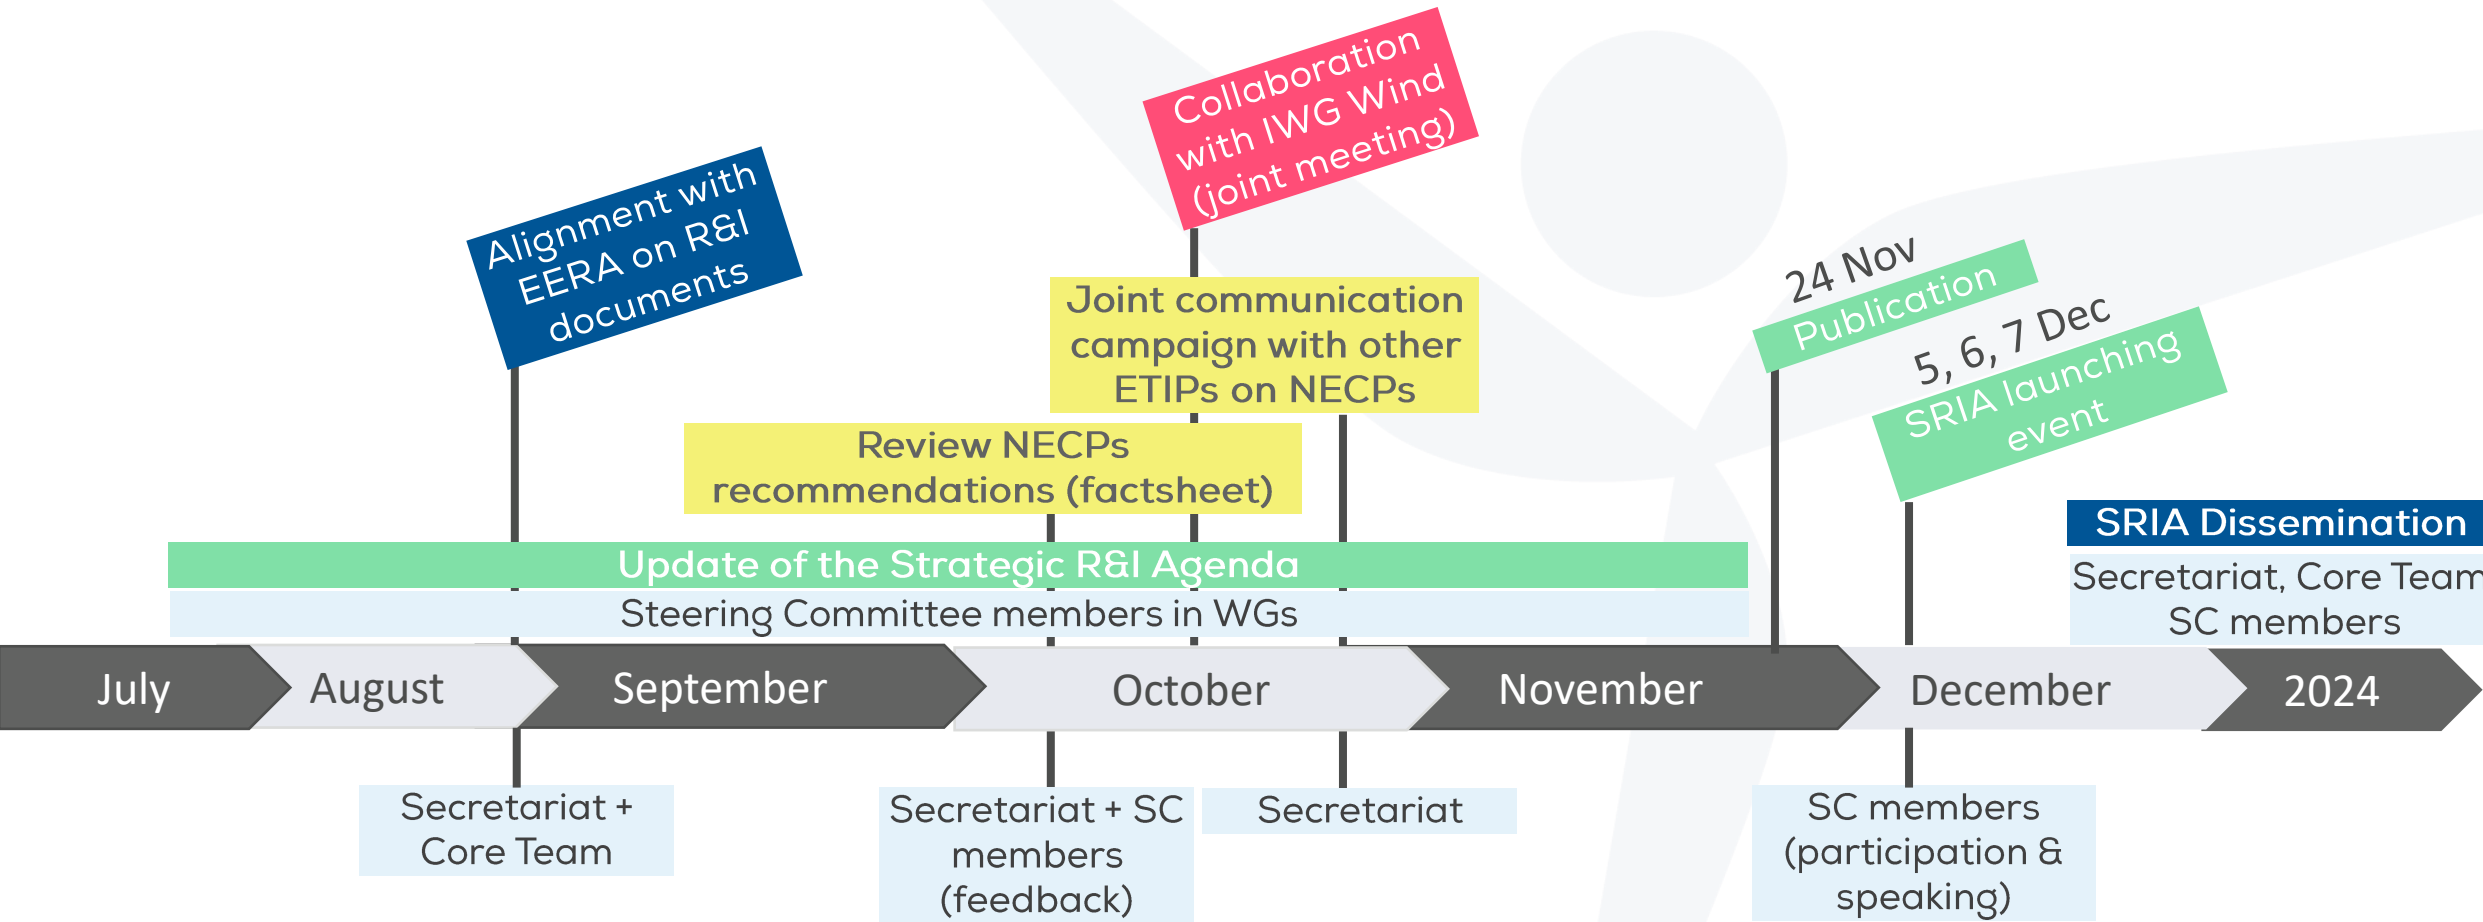 Collaboration
with IWG Wind
(joint meeting)
Alignment with
EERA on R&I
documents
24 Nov
Publication
5, 6, 7 Dec
SRIA launching
event
Joint communication
campaign with other
ETIPs on NECPs
Review NECPs
recommendations (factsheet)
SRIA Dissemination
Secretariat, Core Team
SC members
Update of the Strategic R&I Agenda
Steering Committee members in WGs
July
August
September
October
November
December
2024
Secretariat +
Core Team
Secretariat + SC
members
(feedback)
Secretariat
SC members
(participation &
speaking)